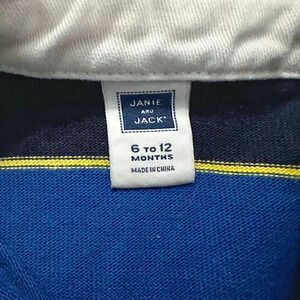 JANIE
AND
JACK®
6 TO 12
MONTHS
MADE IN CHINA